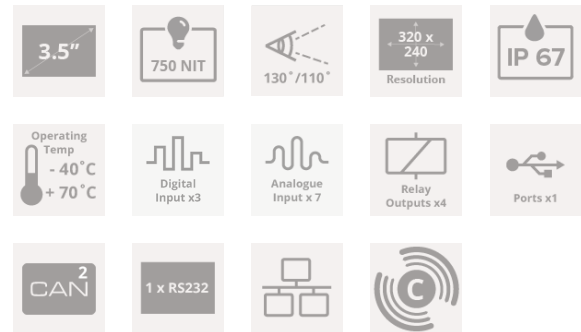 3.5"
750 NIT
130°/110°
320 x
240
Resolution
IP 67
Operating
Temp
- 40°C
+ 70°C
Digital
Input x3
Analogue
Input x 7
Relay
Outputs x4
Ports x1
CAN 2
1 x RS232
C